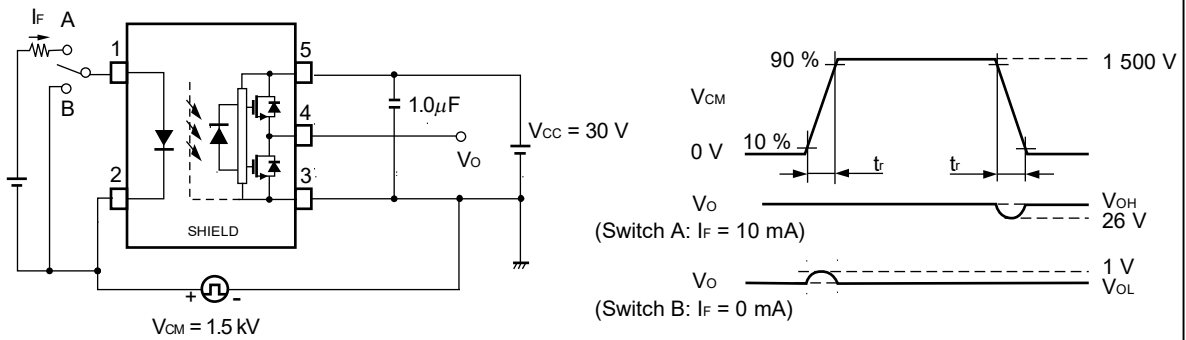 IF
A
B
1
2
5
4
3
SHIELD
1.0μF
VO
VCC = 30 V
+
-
VCM = 1.5 kV
90 %
1 500 V
VCM
10 %
0 V
tr
tr
VO
VOH
26 V
(Switch A: IF = 10 mA)
1 V
VO
VOL
(Switch B: IF = 0 mA)